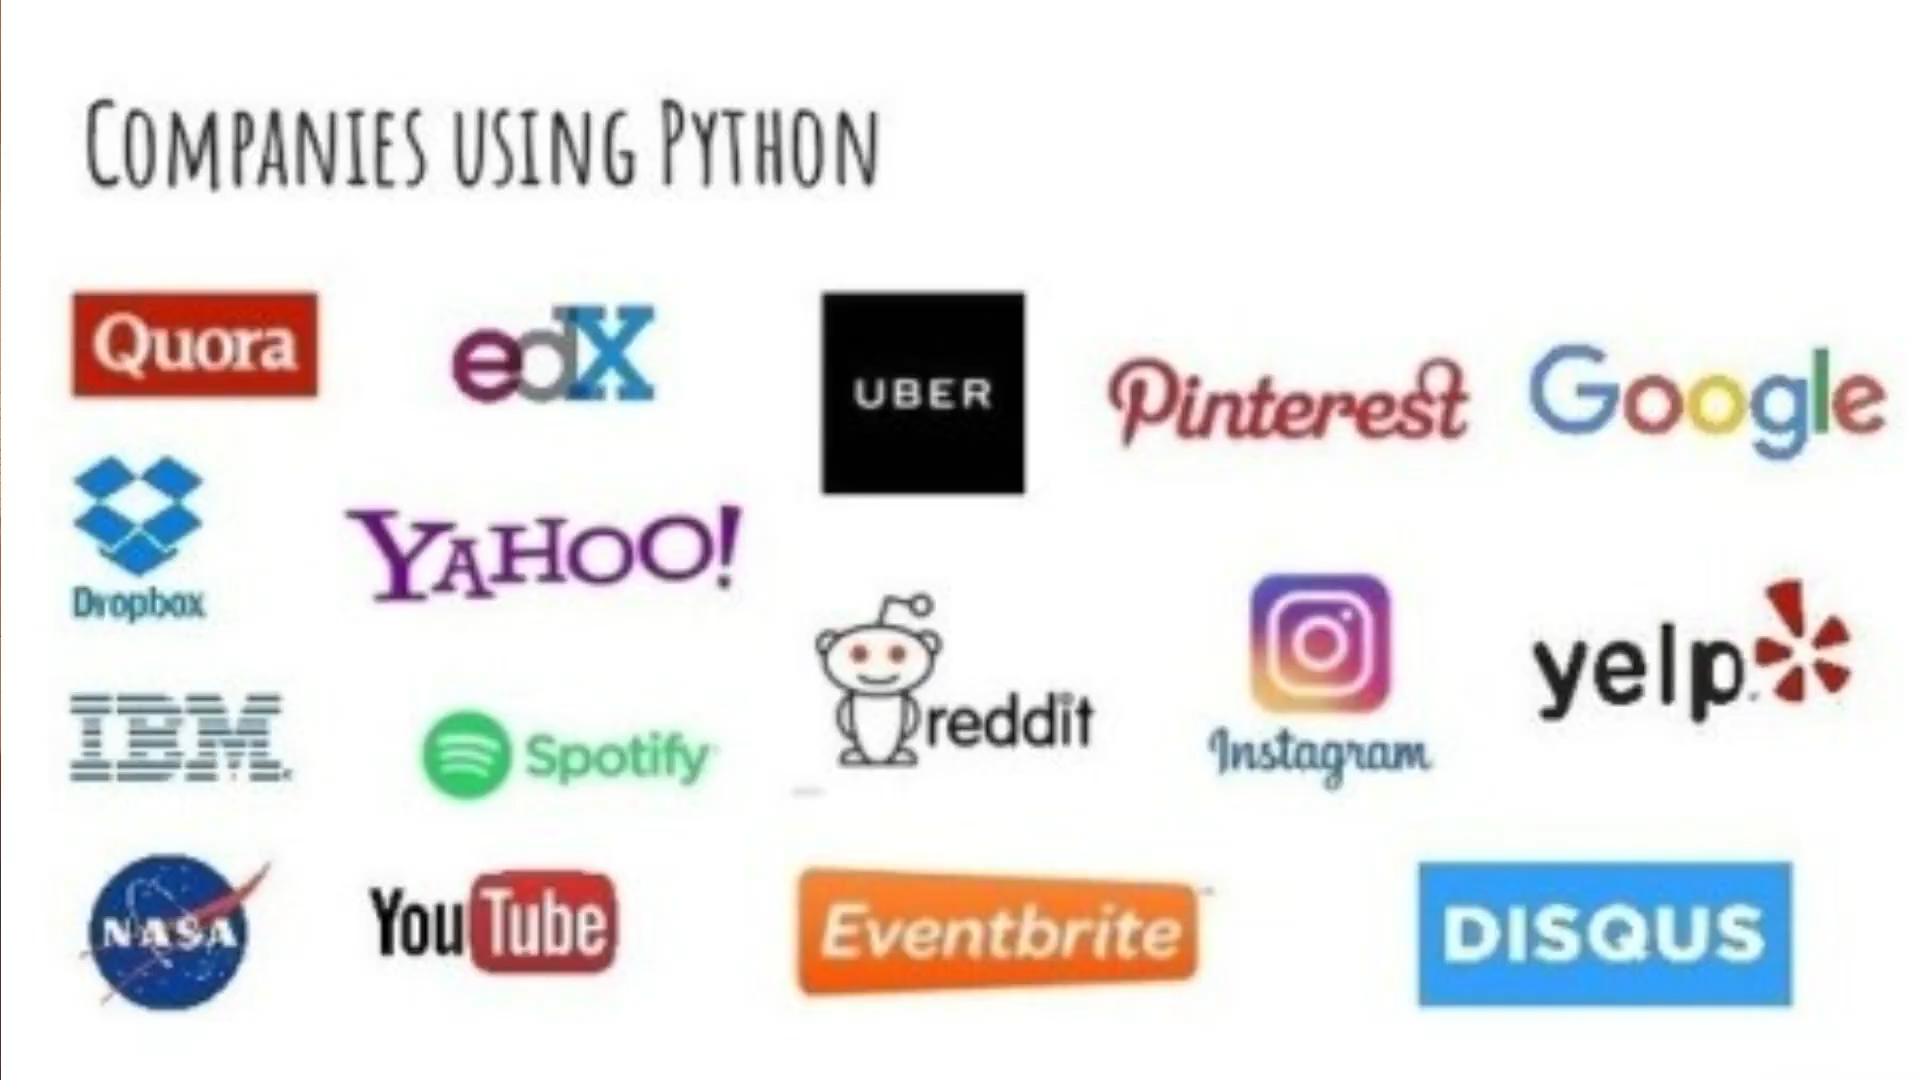 COMPANIES USING PYTHON
Quora
edX
UBER
Pinterest
Google
Dropbox
YAHOO!
reddit
Instagram
yelp
IBM
Spotify
NASA
YouTube
Eventbrite
DISQUS